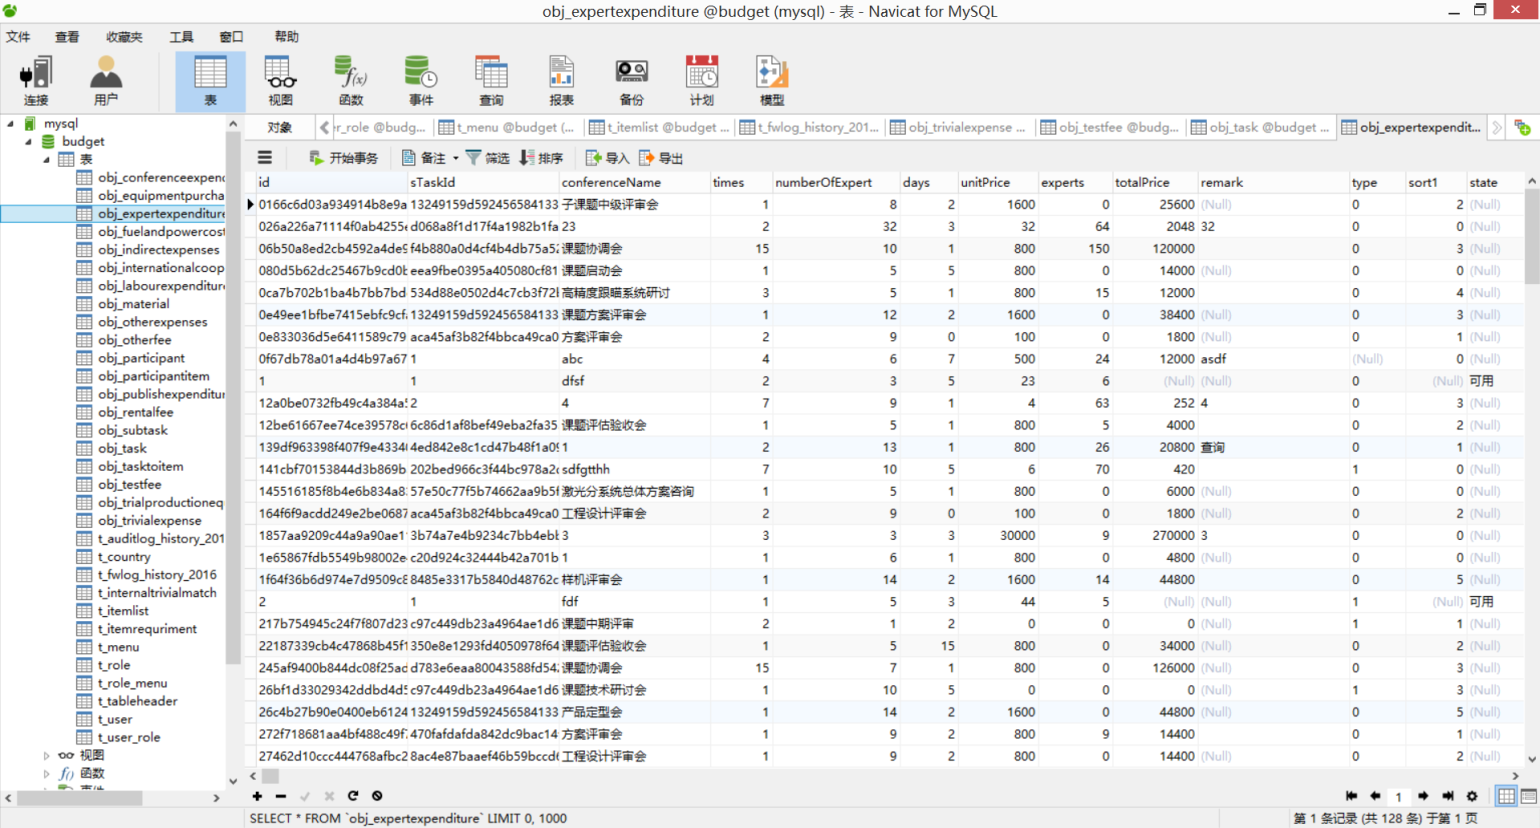 obj_expertexpenditure @budget (mysql) - 表 - Navicat for MySQL
文件 查看 收藏夹 工具 窗口 帮助
连接 用户 表 视图 函数 事件 查询 报表 备份 计划 模型
对象 er_role @budg... t_menu @budget (... t_itemlist @budget ... t_fwlog_history_201... obj_trivialexpense ... obj_testfee @budg... obj_task @budget ... obj_expertexpendit...
开始事务 备注 筛选 排序 导入 导出
mysql
budget
表
obj_conferenceexpend
obj_equipmentpurcha
obj_expertexpenditure
obj_fuelandpowercost
obj_indirectexpenses
obj_internationalcoop
obj_labourexpenditure
obj_material
obj_otherexpenses
obj_otherfee
obj_participant
obj_participantitem
obj_publishexpenditur
obj_rentalfee
obj_subtask
obj_task
obj_tasktoitem
obj_testfee
obj_trialproductionequ
obj_trivialexpense
t_auditlog_history_201
t_country
t_fwlog_history_2016
t_internaltrivialmatch
t_itemlist
t_itemrequriment
t_menu
t_role
t_role_menu
t_tableheader
t_user
t_user_role
视图
函数
id sTaskId conferenceName times numberOfExpert days unitPrice experts totalPrice remark type sort1 state
0166c6d03a934914b8e9a 13249159d592456584133 子课题中级评审会 1 8 2 1600 0 25600 (Null) 0 2 (Null)
026a226a71114f0ab4255 d068a8f1d17f4a1982b1fa 23 2 32 3 32 64 2048 32 0 0 (Null)
06b50a8ed2cb4592a4de9 f4b880a0d4cf4b4db75a52 课题协调会 15 10 1 800 150 120000 0 3 (Null)
080d5b62dc25467b9cd0b eea9fbe0395a405080cf81 课题启动会 1 5 5 800 0 14000 (Null) 0 0 (Null)
0ca7b702b1ba4b7bb7bd 534d88e0502d4c7cb3f72 高精度跟瞄系统研讨 3 5 1 800 15 12000 0 4 (Null)
0e49ee1bfbe7415ebfc9cf 13249159d592456584133 课题方案评审会 1 12 2 1600 0 38400 (Null) 0 3 (Null)
0e833036d5e6411589c79 aca45af3b82f4bbca49ca0 方案评审会 2 9 0 100 0 1800 (Null) 0 1 (Null)
0f67db78a01a4d4b97a67 1 abc 4 6 7 500 24 12000 asdf (Null) 0 (Null)
1 1 dfsf 2 3 5 23 6 (Null) (Null) 0 (Null) 可用
12a0be0732fb49c4a384a 2 4 7 9 1 4 63 252 4 0 3 (Null)
12be61667ee74ce39578c 6c86d1af8bef49eba2fa35 课题评估验收会 1 5 1 800 5 4000 0 2 (Null)
139df963398f407f9e4334 4ed842e8c1cd47b48f1a09 1 2 13 1 800 26 20800 查询 0 1 (Null)
141cbf70153844d3b869b 202bed966c3f44bc978a2 sdfgtthh 7 10 5 6 70 420 1 0 (Null)
145516185f8b4e6b834a8 57e50c77f5b74662aa9b5f 激光分系统总体方案咨询 1 5 1 800 0 6000 (Null) 0 0 (Null)
164f6f9acdd249e2be0687 aca45af3b82f4bbca49ca0 工程设计评审会 2 9 0 100 0 1800 (Null) 0 2 (Null)
1857aa9209c44a9a90ae1 3b74a7e4b9234c7bb4ebb 3 3 3 3 30000 9 270000 3 0 0 (Null)
1e65867fdb5549b98002e c20d924c32444b42a701b 1 1 6 1 800 0 4800 (Null) 0 0 (Null)
1f64f36b6d974e7d9509c8 8485e3317b5840d48762c 样机评审会 1 14 2 1600 14 44800 0 5 (Null)
2 1 fdf 1 5 3 44 5 (Null) (Null) 1 (Null) 可用
217b754945c24f7f807d23 c97c449db23a4964ae1d6 课题中期评审 2 1 2 0 0 0 (Null) 1 1 (Null)
22187339cb4c47868b45f1 350e8e1293fd4050978f64 课题评估验收会 1 5 15 800 0 34000 (Null) 0 2 (Null)
245af9400b844dc08f25ad d783e6eaa80043588fd54 课题协调会 15 7 1 800 0 126000 (Null) 0 3 (Null)
26bf1d33029342ddbd4d5 c97c449db23a4964ae1d6 课题技术研讨会 1 10 5 0 0 0 (Null) 1 3 (Null)
26c4b27b90e0400eb6124 13249159d592456584133 产品定型会 1 14 2 1600 0 44800 (Null) 0 5 (Null)
272f718681aa4bf488c49f 470fafdafda842dc9bac14 方案评审会 1 9 2 800 9 14400 0 1 (Null)
27462d10ccc444768afbc2 8ac4e87baaef46b59bccd6 工程设计评审会 1 9 2 800 0 14400 (Null) 0 2 (Null)
1
SELECT * FROM `obj_expertexpenditure` LIMIT 0, 1000 第 1 条记录 (共 128 条) 于第 1 页